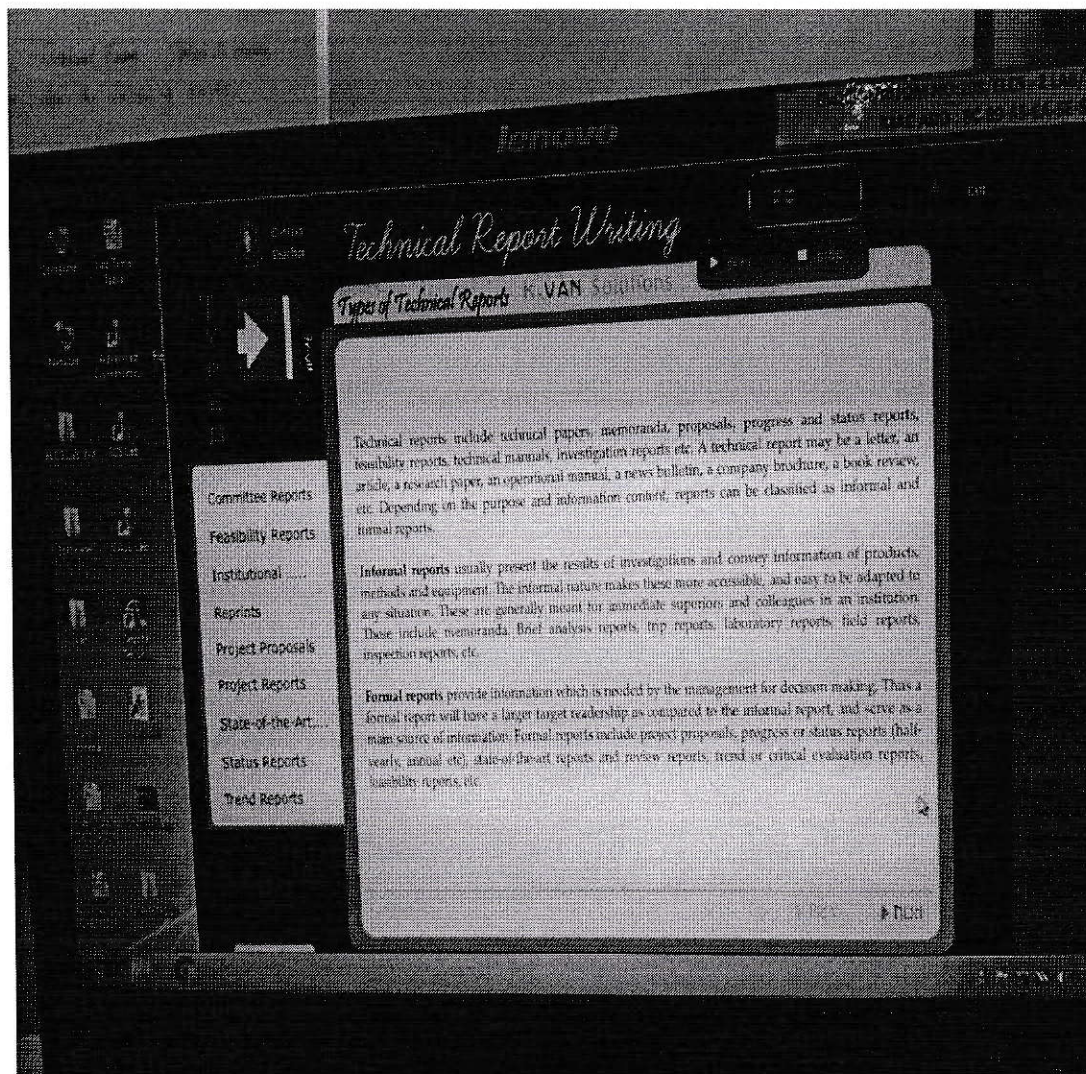 lenovo
Technical Report Writing
Types of Technical Reports K.VAN Solutions
Technical reports include technical papers, memoranda, proposals, progress and status reports,
feasibility reports, technical manuals, investigation reports etc. A technical report may be a letter, an
article, a research paper, an operational manual, a news bulletin, a company brochure, a book review,
etc. Depending on the purpose and information content, reports can be classified as informal and
formal reports.
Informal reports usually present the results of investigations and convey information of products,
methods and equipment. The informal nature makes these more accessible, and easy to be adapted to
any situation. These are generally meant for immediate superiors and colleagues in an institution.
These include memoranda. Brief analysis reports, trip reports, laboratory reports, field reports,
inspection reports, etc.
Formal reports provide information which is needed by the management for decision making. Thus a
formal report will have a larger target readership as compared to the informal report, and serve as a
main source of information. Formal reports include project proposals, progress or status reports (half-
yearly, annual etc), state-of-the-art reports and review reports, trend or critical evaluation reports,
feasibility reports, etc.
Committee Reports
Feasibility Reports
Institutional ......
Reprints
Project Proposals
Project Reports
State-of-the-Art....
Status Reports
Trend Reports
Next